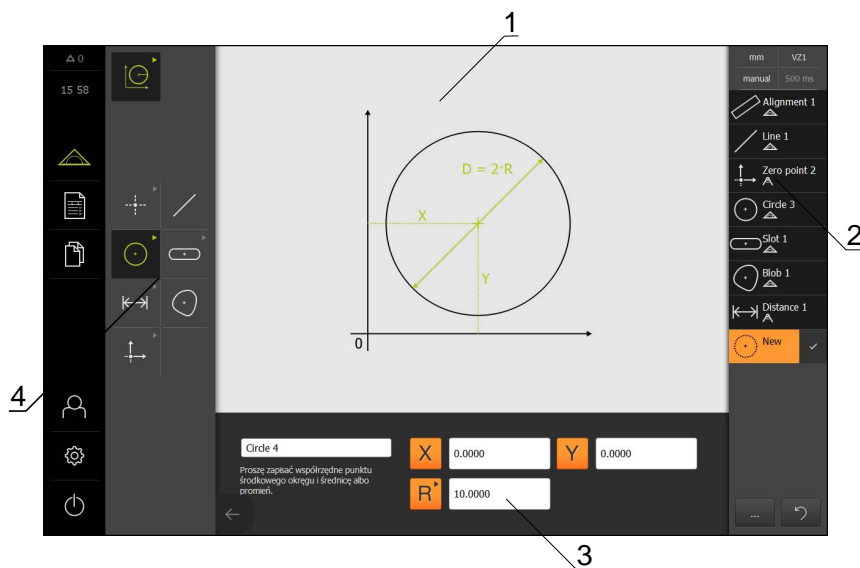 1
△ 0
15 58
mm VZ1
manual 500 ms
Alignment 1
Line 1
Zero point 2
2
Circle 3
Slot 1
Blob 1
Distance 1
New
D = 2·R
X
Y
0
4
Circle 4
Proszę zapisać współrzędne punktu
środkowego okręgu i średnicę albo
promień.
X 0.0000 Y 0.0000
R 10.0000
...
3